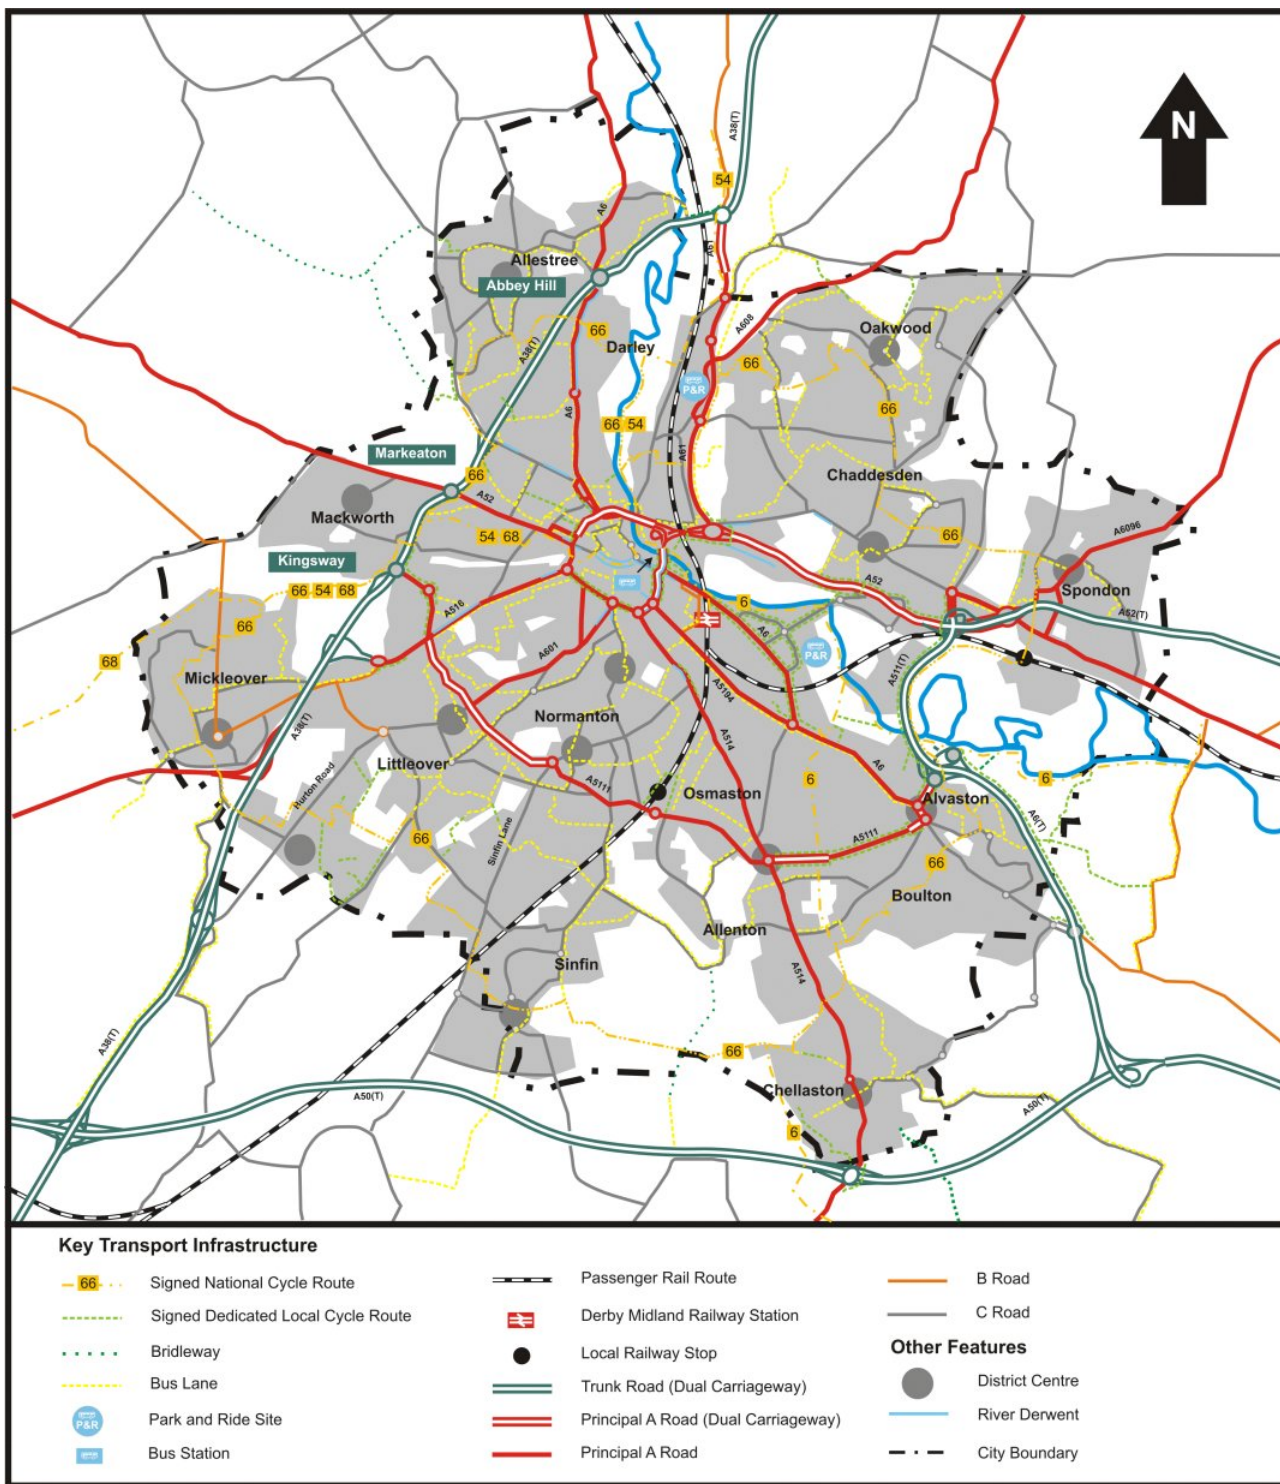 N
A38(T)
54
A6
A61
Allestree
Abbey Hill
A608
Oakwood
66
Darley
A38(T)
66
P&R
66
A6
66 54
A61
Markeaton
66
Chaddesden
A52
Mackworth
54 68
66
A6096
Kingsway
A52
Spondon
66 54 68
A516
6
A52(T)
66
A6
68
A601
P&R
A511(T)
Mickleover
A5194
A38(T)
Normanton
A514
Littleover
A6
6
6
Hurton Road
A5111
Osmaston
Alvaston
A6(T)
Sinfin Lane
66
A5111
66
Boulton
Allenton
Sinfin
A514
A38(T)
66
Chellaston
A50(T)
A50(T)
6
Key Transport Infrastructure
66 Signed National Cycle Route
Signed Dedicated Local Cycle Route
Bridleway
Bus Lane
P&R Park and Ride Site
Bus Station
Passenger Rail Route
Derby Midland Railway Station
Local Railway Stop
Trunk Road (Dual Carriageway)
Principal A Road (Dual Carriageway)
Principal A Road
B Road
C Road
Other Features
District Centre
River Derwent
City Boundary